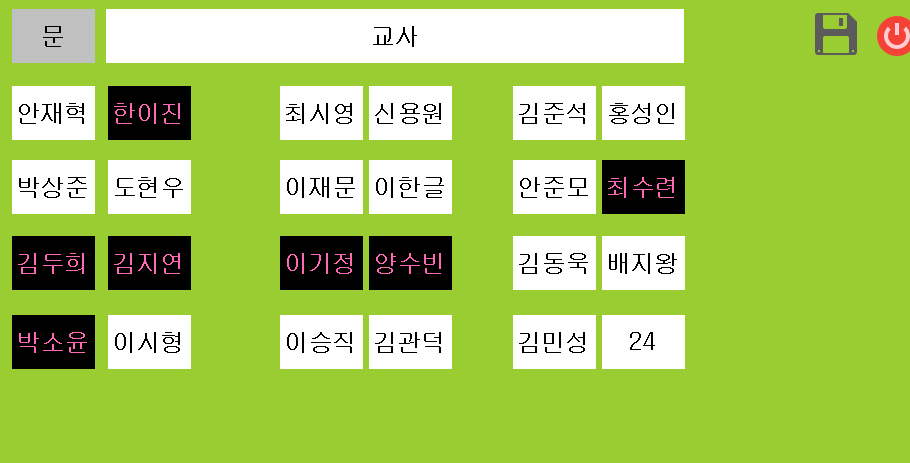 문 교사
안재혁 한이진 최시영 신용원 김준석 홍성인
박상준 도현우 이재문 이한글 안준모 최수련
김두희 김지연 이기정 양수빈 김동욱 배지왕
박소윤 이시형 이승직 김관덕 김민성 24